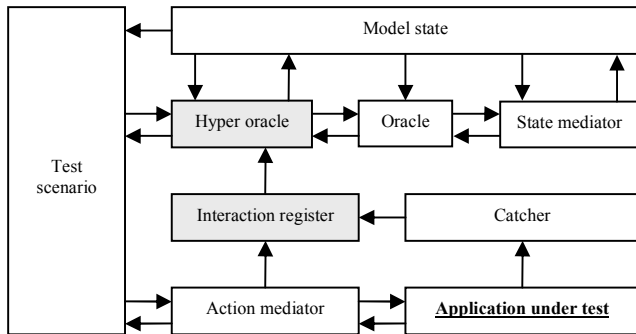 Model state
Hyper oracle
Oracle
State mediator
Test
scenario
Interaction register
Catcher
Action mediator
Application under test